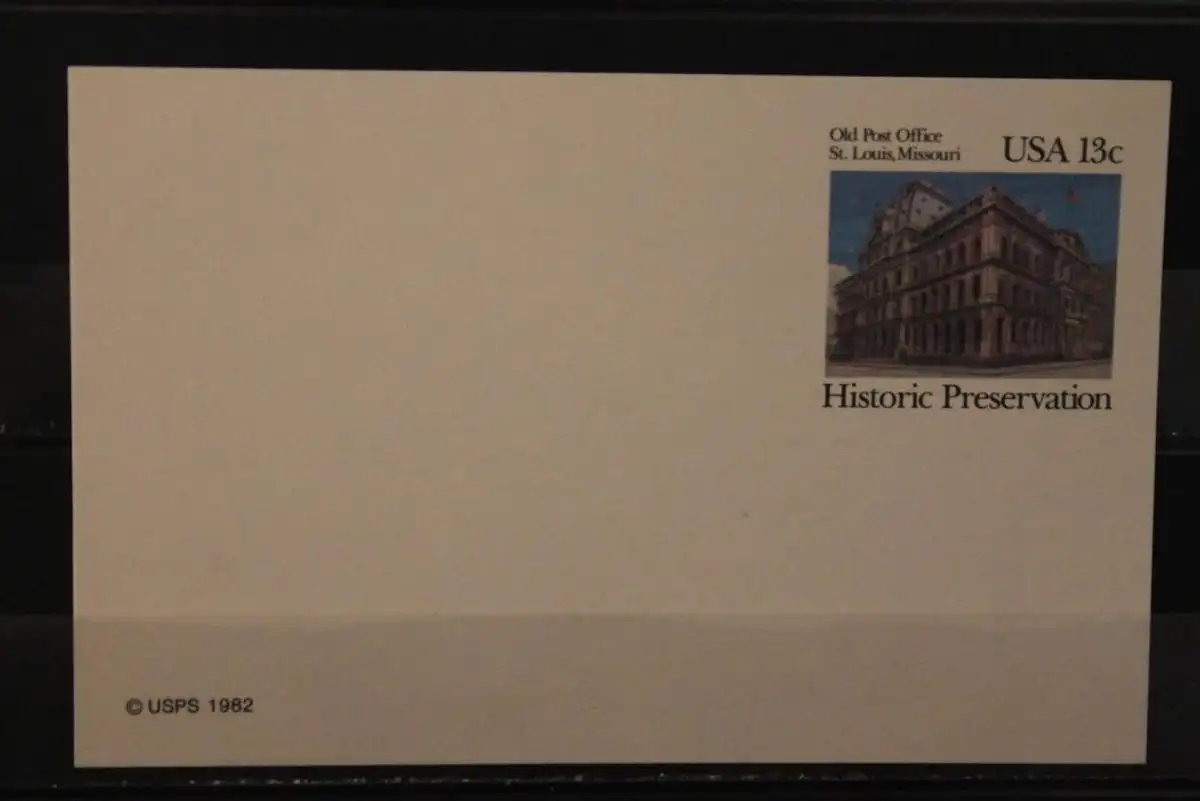 Old Post Office
St. Louis, Missouri
USA 13c
Historic Preservation
© USPS 1982